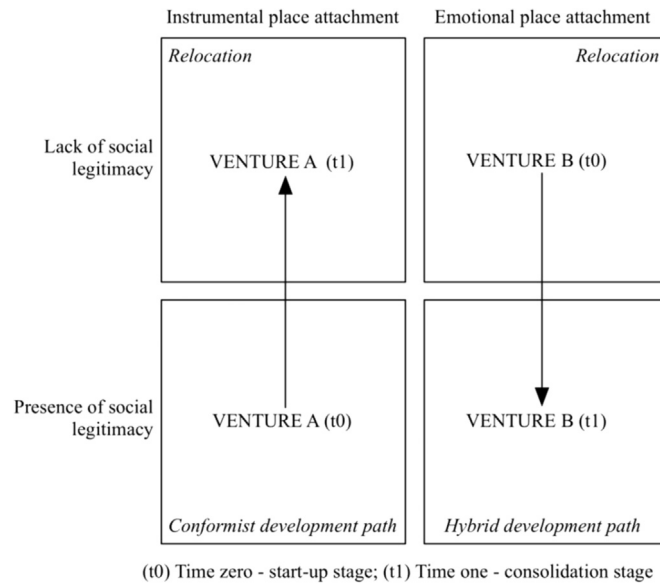 Instrumental place attachment Emotional place attachment
Relocation Relocation
Lack of social
legitimacy
VENTURE A (t1) VENTURE B (t0)
Presence of social
legitimacy
VENTURE A (t0) VENTURE B (t1)
Conformist development path Hybrid development path
(t0) Time zero - start-up stage; (t1) Time one - consolidation stage